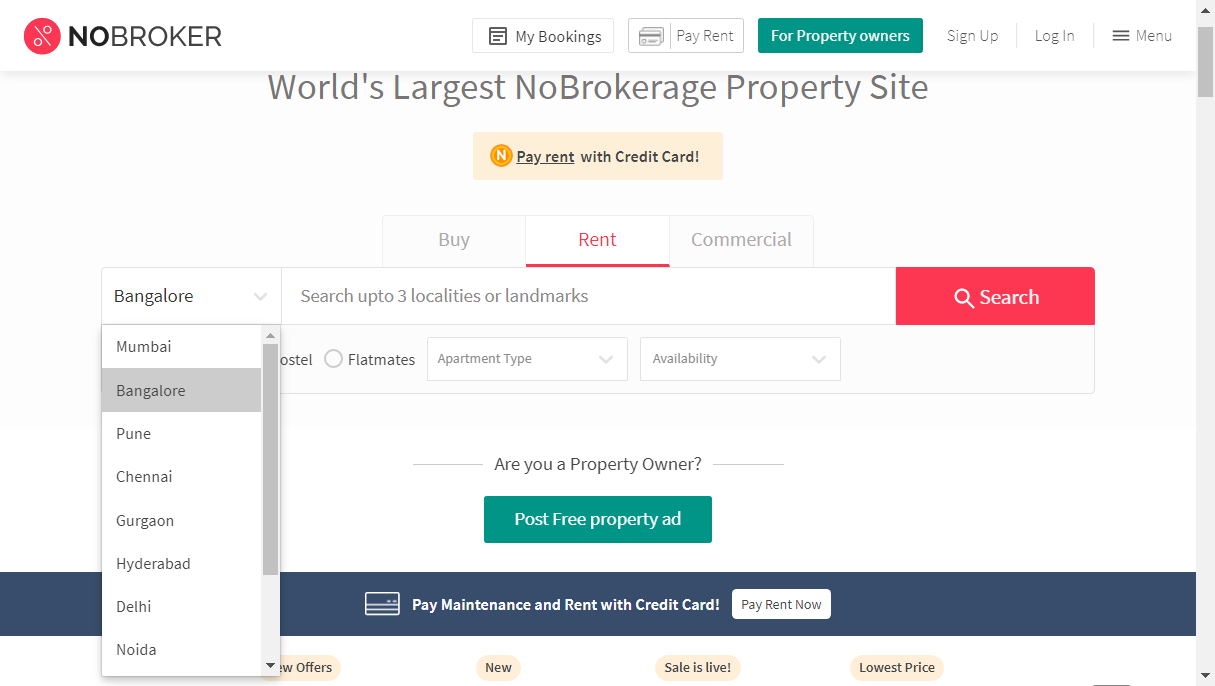 NOBROKER
My Bookings
Pay Rent
For Property owners
Sign Up
Log In
Menu
World's Largest NoBrokerage Property Site
N Pay rent with Credit Card!
Buy
Rent
Commercial
Bangalore
Search upto 3 localities or landmarks
Search
Mumbai
Bangalore
Pune
Chennai
Gurgaon
Hyderabad
Delhi
Noida
ostel
Flatmates
Apartment Type
Availability
Are you a Property Owner?
Post Free property ad
Pay Maintenance and Rent with Credit Card!
Pay Rent Now
ew Offers
New
Sale is live!
Lowest Price